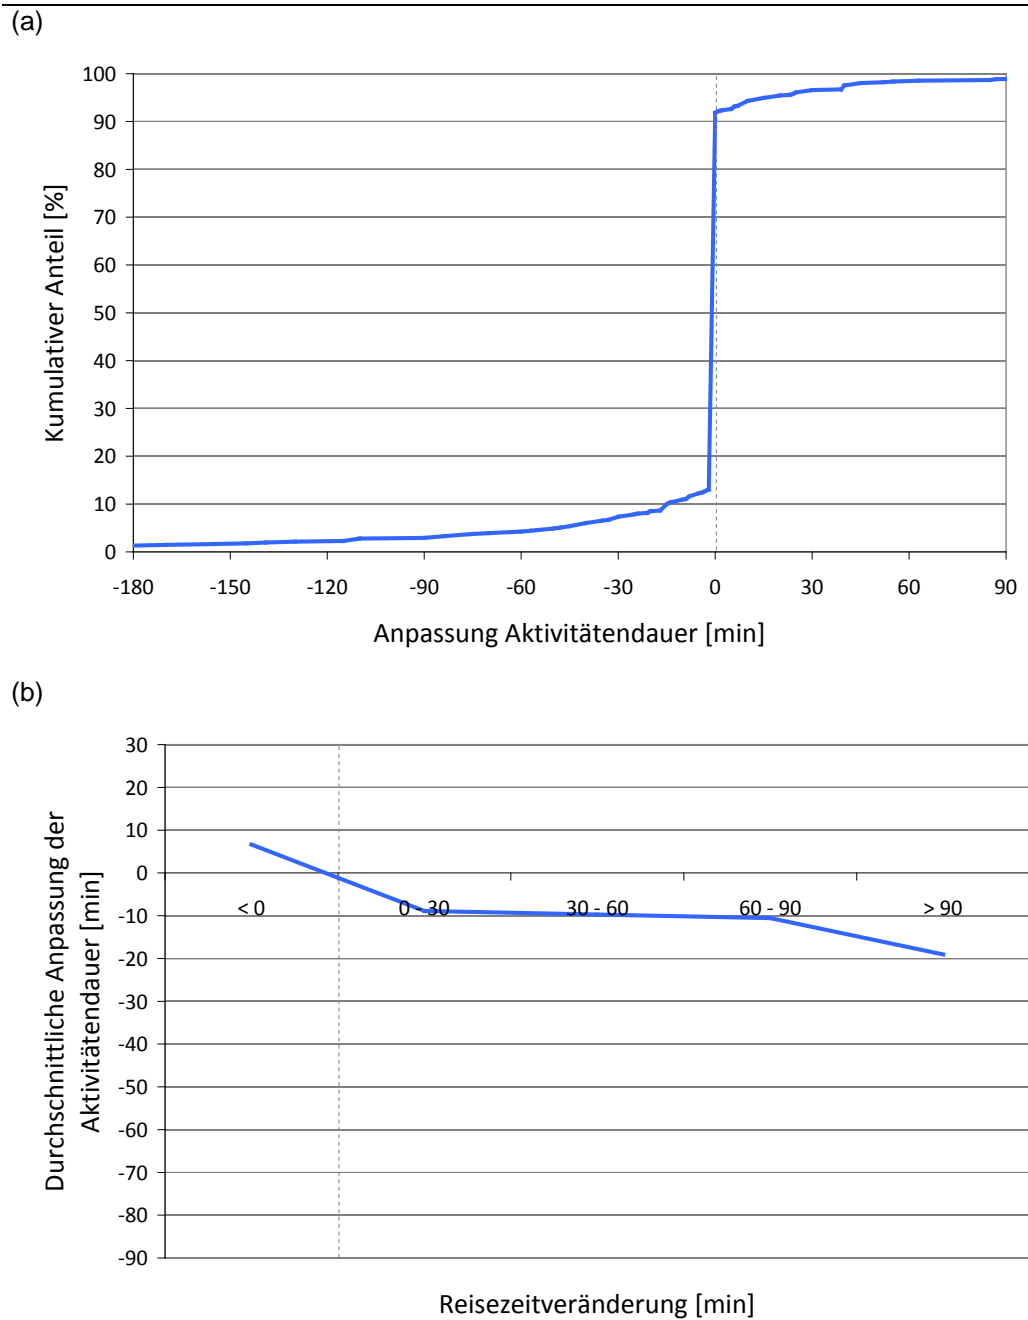 (a)
100
90
80
70
60
50
40
30
20
10
0
Kumulativer Anteil [%]
-180 -150 -120 -90 -60 -30 0 30 60 90
Anpassung Aktivitätendauer [min]
(b)
30
20
10
0
-10
-20
-30
-40
-50
-60
-70
-80
-90
Durchschnittliche Anpassung der
Aktivitätendauer [min]
< 0 0 - 30 30 - 60 60 - 90 > 90
Reisezeitveränderung [min]